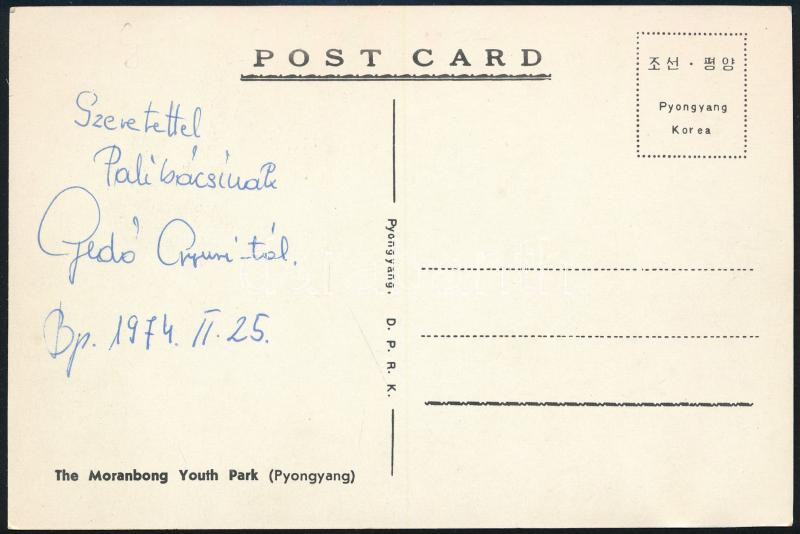 POST CARD
조선 · 평양
Pyongyang
Korea
Szeretettel
Pali bácsinak
Gedó Gyuri-tól.
Bp. 1974. II. 25.
Pyongyang, D. P. R. K.
The Moranbong Youth Park (Pyongyang)